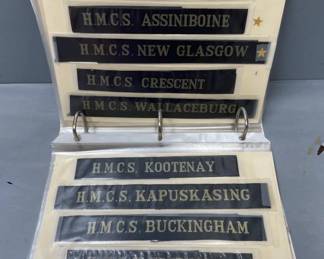 H.M.C.S. ASSINIBOINE
H.M.C.S. NEW GLASGOW
H.M.C.S. CRESCENT
H.M.C.S. WALLACEBURG
H.M.C.S. KOOTENAY
H.M.C.S. KAPUSKASING
H.M.C.S. BUCKINGHAM